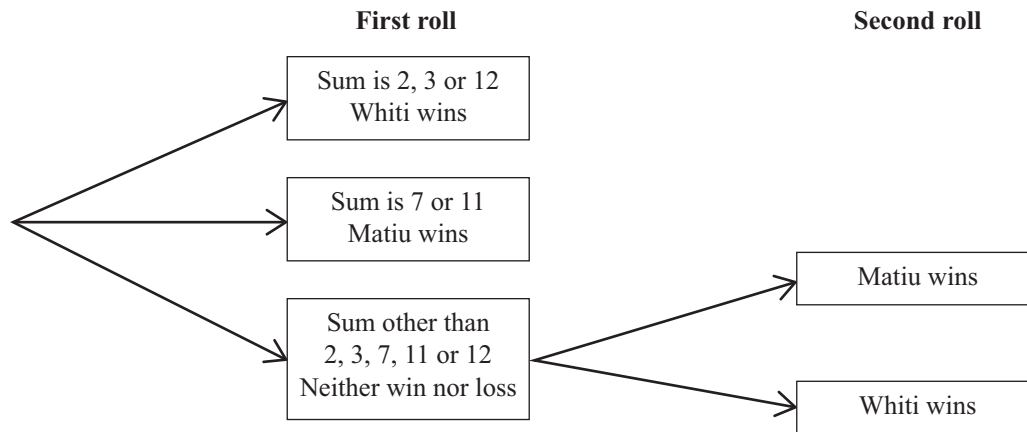 First roll
Second roll
Sum is 2, 3 or 12
Whiti wins
Sum is 7 or 11
Matiu wins
Sum other than
2, 3, 7, 11 or 12
Neither win nor loss
Matiu wins
Whiti wins